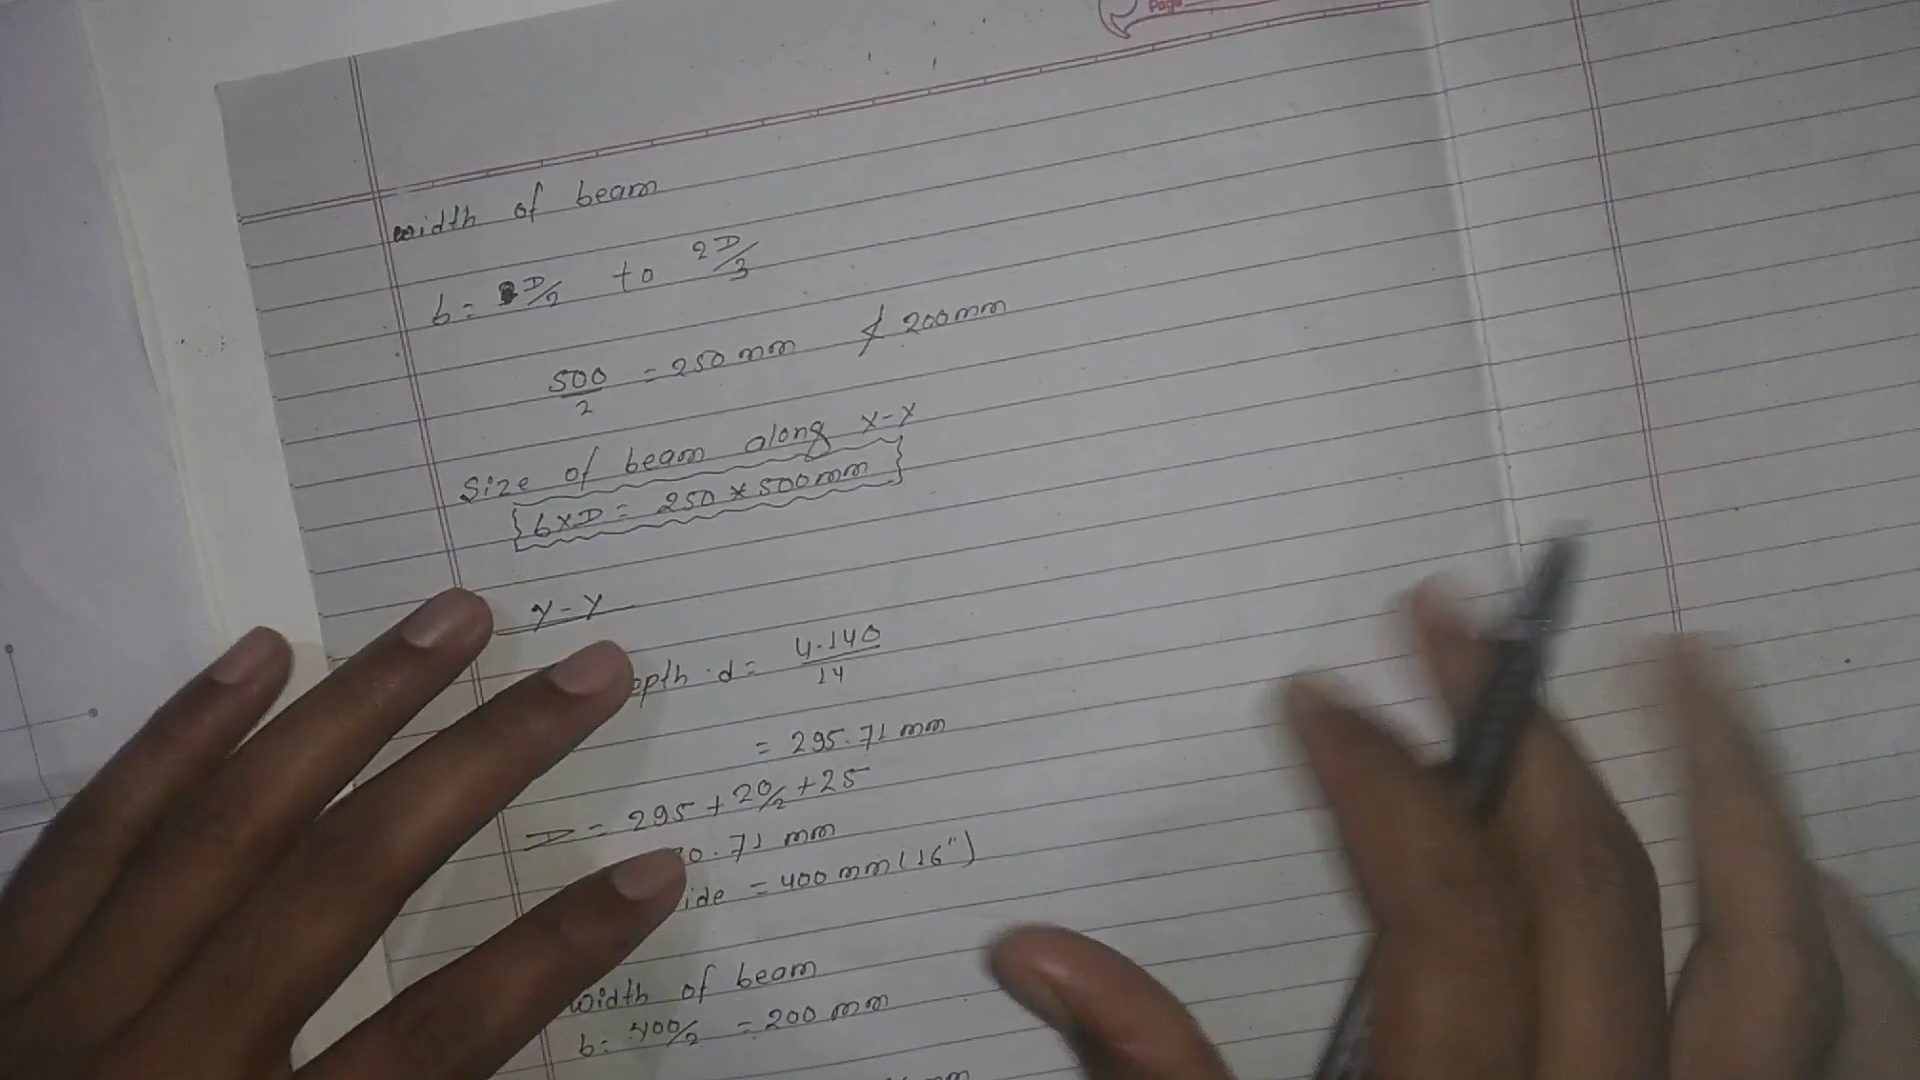 Page
width of beam
b = D/2 to 2D/3
500/2 = 250 mm ≮ 200 mm
Size of beam along X-X
b×D = 250 × 500 mm
Y-Y
epth d = 4.140/14
= 295.71 mm
D = 295 + 20/2 + 25
0.71 mm
ide = 400 mm (16")
width of beam
b = 400/2 = 200 mm
mm